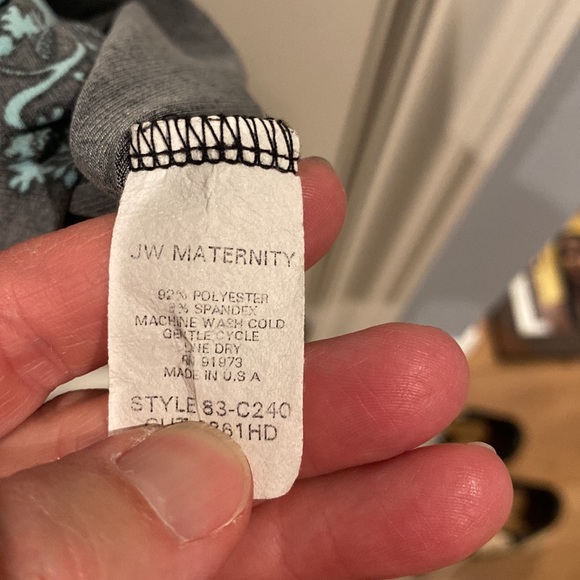 JW MATERNITY
92% POLYESTER
8% SPANDEX
MACHINE WASH COLD
GENTLE CYCLE
LINE DRY
RN 91973
MADE IN U.S.A
STYLE 83-C240